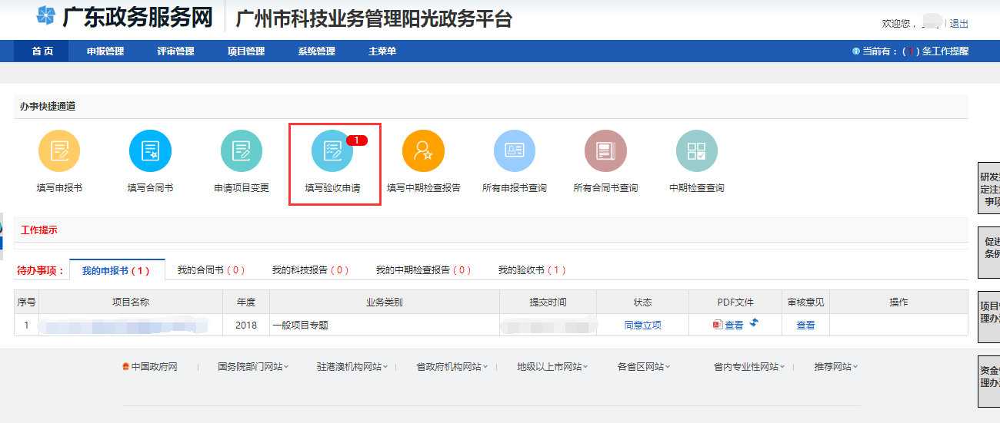 广东政务服务网 广州市科技业务管理阳光政务平台
欢迎您， 退出
首页 申报管理 评审管理 项目管理 系统管理 主菜单 当前有：( 1 ) 条工作提醒
办事快捷通道
1
填写申报书 填写合同书 申请项目变更 填写验收申请 填写中期检查报告 所有申报书查询 所有合同书查询 中期检查查询
工作提示
待办事项： 我的申报书（1） 我的合同书（0） 我的科技报告（0） 我的中期检查报告（0） 我的验收书（1）
序号 项目名称 年度 业务类别 提交时间 状态 PDF文件 审核意见 操作
1 2018 一般项目专题 同意立项 查看 查看
中国政府网 国务院部门网站 驻港澳机构网站 省政府机构网站 地级以上市网站 各省区网站 省内专业性网站 推荐网站
研发
定注
事项
促进
条例
项目
理办
资金
理办